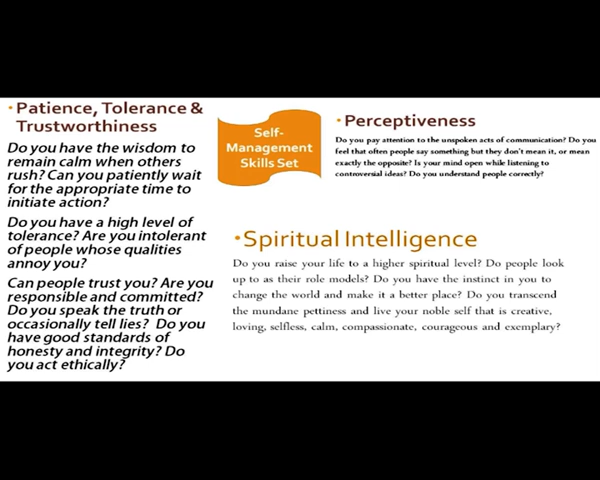 • Patience, Tolerance &
Trustworthiness
Do you have the wisdom to
remain calm when others
rush? Can you patiently wait
for the appropriate time to
initiate action?
Do you have a high level of
tolerance? Are you intolerant
of people whose qualities
annoy you?
Can people trust you? Are you
responsible and committed?
Do you speak the truth or
occasionally tell lies? Do you
have good standards of
honesty and integrity? Do
you act ethically?
Self-
Management
Skills Set
• Perceptiveness
Do you pay attention to the unspoken acts of communication? Do you
feel that often people say something but they don't mean it, or mean
exactly the opposite? Is your mind open while listening to
controversial ideas? Do you understand people correctly?
• Spiritual Intelligence
Do you raise your life to a higher spiritual level? Do people look
up to as their role models? Do you have the instinct in you to
change the world and make it a better place? Do you transcend
the mundane pettiness and live your noble self that is creative,
loving, selfless, calm, compassionate, courageous and exemplary?